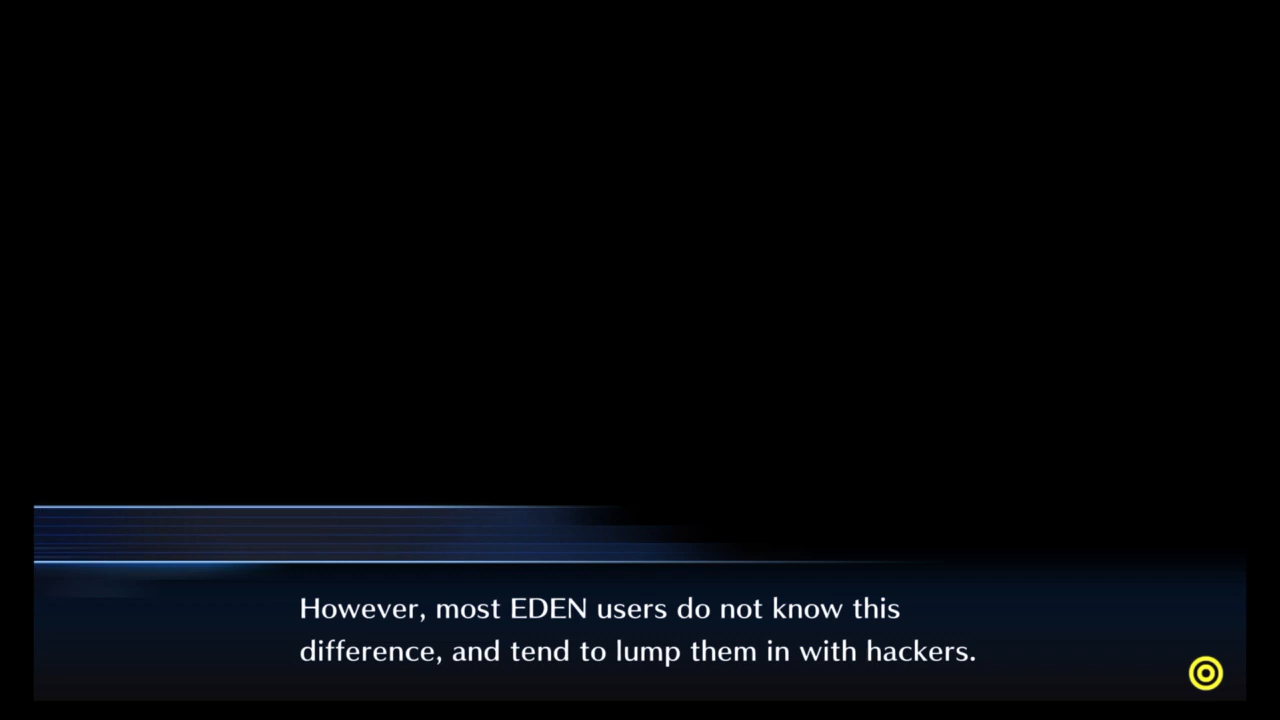 However, most EDEN users do not know this
difference, and tend to lump them in with hackers.